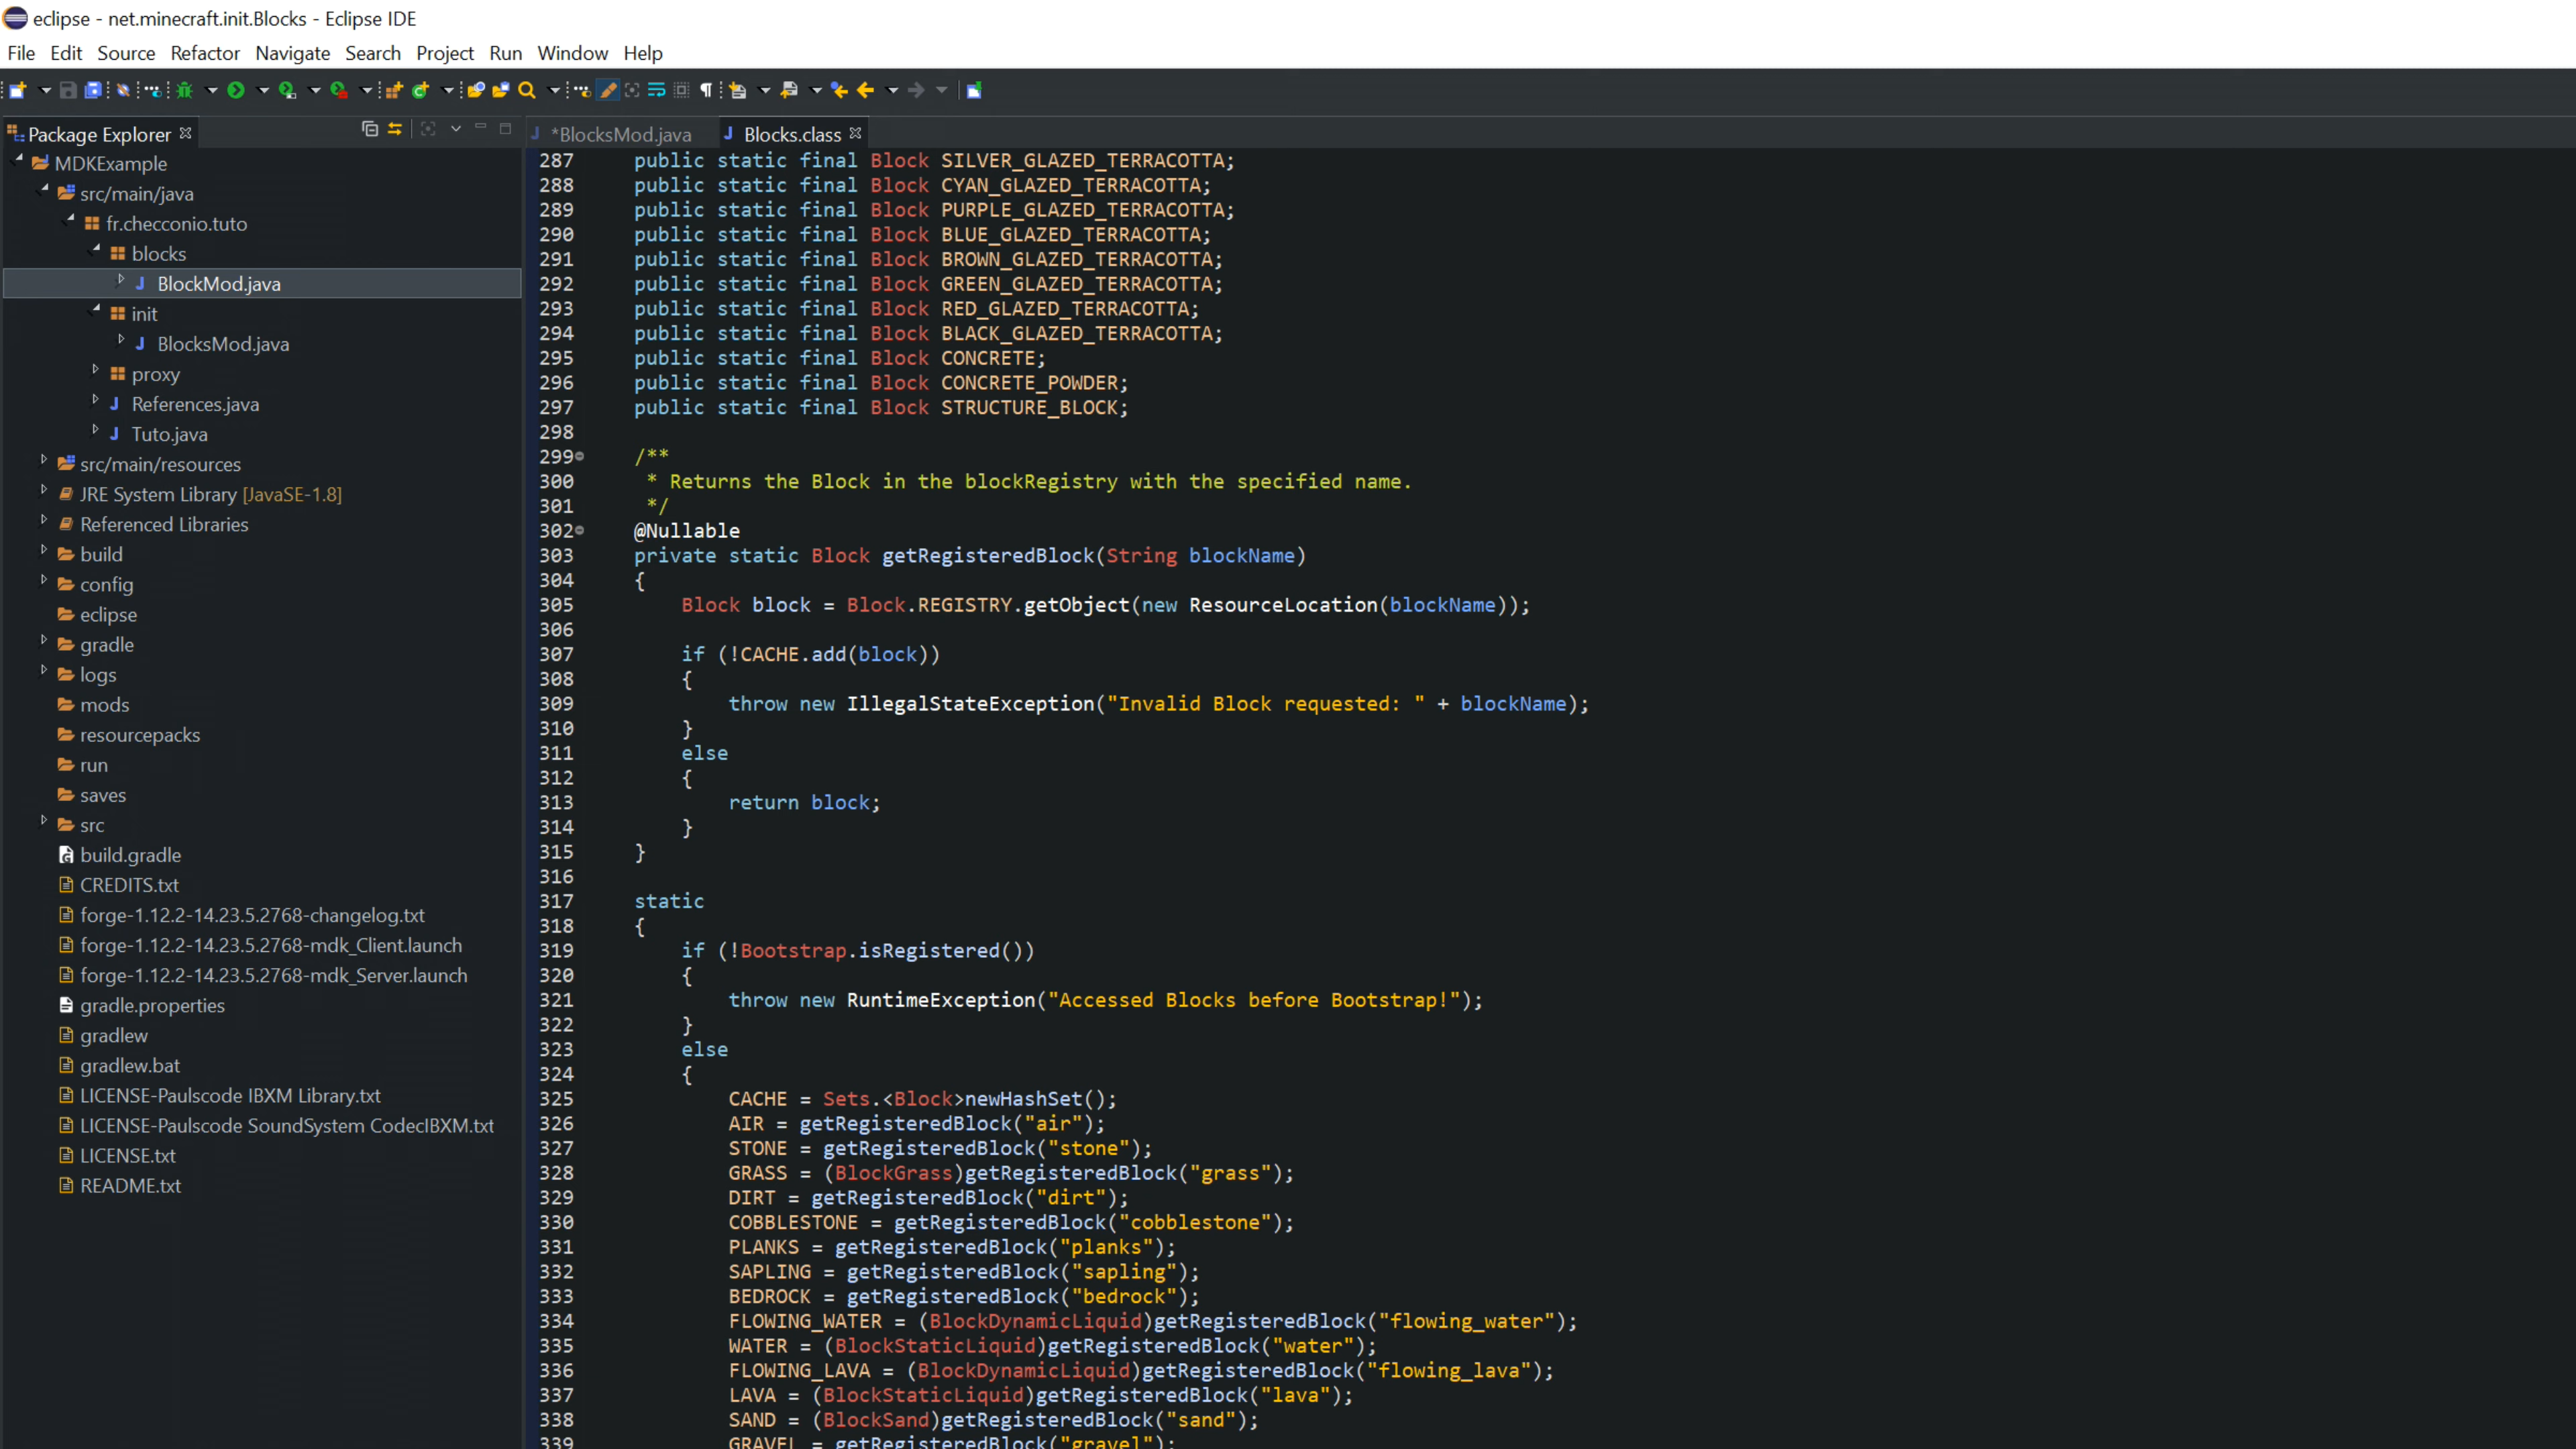 eclipse - net.minecraft.init.Blocks - Eclipse IDE
File Edit Source Refactor Navigate Search Project Run Window Help
Package Explorer
MDKExample
src/main/java
fr.checconio.tuto
blocks
BlockMod.java
init
BlocksMod.java
proxy
References.java
Tuto.java
src/main/resources
JRE System Library [JavaSE-1.8]
Referenced Libraries
build
config
eclipse
gradle
logs
mods
resourcepacks
run
saves
src
build.gradle
CREDITS.txt
forge-1.12.2-14.23.5.2768-changelog.txt
forge-1.12.2-14.23.5.2768-mdk_Client.launch
forge-1.12.2-14.23.5.2768-mdk_Server.launch
gradle.properties
gradlew
gradlew.bat
LICENSE-Paulscode IBXM Library.txt
LICENSE-Paulscode SoundSystem CodecIBXM.txt
LICENSE.txt
README.txt
*BlocksMod.java Blocks.class
287 public static final Block SILVER_GLAZED_TERRACOTTA;
288 public static final Block CYAN_GLAZED_TERRACOTTA;
289 public static final Block PURPLE_GLAZED_TERRACOTTA;
290 public static final Block BLUE_GLAZED_TERRACOTTA;
291 public static final Block BROWN_GLAZED_TERRACOTTA;
292 public static final Block GREEN_GLAZED_TERRACOTTA;
293 public static final Block RED_GLAZED_TERRACOTTA;
294 public static final Block BLACK_GLAZED_TERRACOTTA;
295 public static final Block CONCRETE;
296 public static final Block CONCRETE_POWDER;
297 public static final Block STRUCTURE_BLOCK;
298
299 /**
300 * Returns the Block in the blockRegistry with the specified name.
301 */
302 @Nullable
303 private static Block getRegisteredBlock(String blockName)
304 {
305 Block block = Block.REGISTRY.getObject(new ResourceLocation(blockName));
306
307 if (!CACHE.add(block))
308 {
309 throw new IllegalStateException("Invalid Block requested: " + blockName);
310 }
311 else
312 {
313 return block;
314 }
315 }
316
317 static
318 {
319 if (!Bootstrap.isRegistered())
320 {
321 throw new RuntimeException("Accessed Blocks before Bootstrap!");
322 }
323 else
324 {
325 CACHE = Sets.<Block>newHashSet();
326 AIR = getRegisteredBlock("air");
327 STONE = getRegisteredBlock("stone");
328 GRASS = (BlockGrass)getRegisteredBlock("grass");
329 DIRT = getRegisteredBlock("dirt");
330 COBBLESTONE = getRegisteredBlock("cobblestone");
331 PLANKS = getRegisteredBlock("planks");
332 SAPLING = getRegisteredBlock("sapling");
333 BEDROCK = getRegisteredBlock("bedrock");
334 FLOWING_WATER = (BlockDynamicLiquid)getRegisteredBlock("flowing_water");
335 WATER = (BlockStaticLiquid)getRegisteredBlock("water");
336 FLOWING_LAVA = (BlockDynamicLiquid)getRegisteredBlock("flowing_lava");
337 LAVA = (BlockStaticLiquid)getRegisteredBlock("lava");
338 SAND = (BlockSand)getRegisteredBlock("sand");
339 GRAVEL = getRegisteredBlock("gravel");